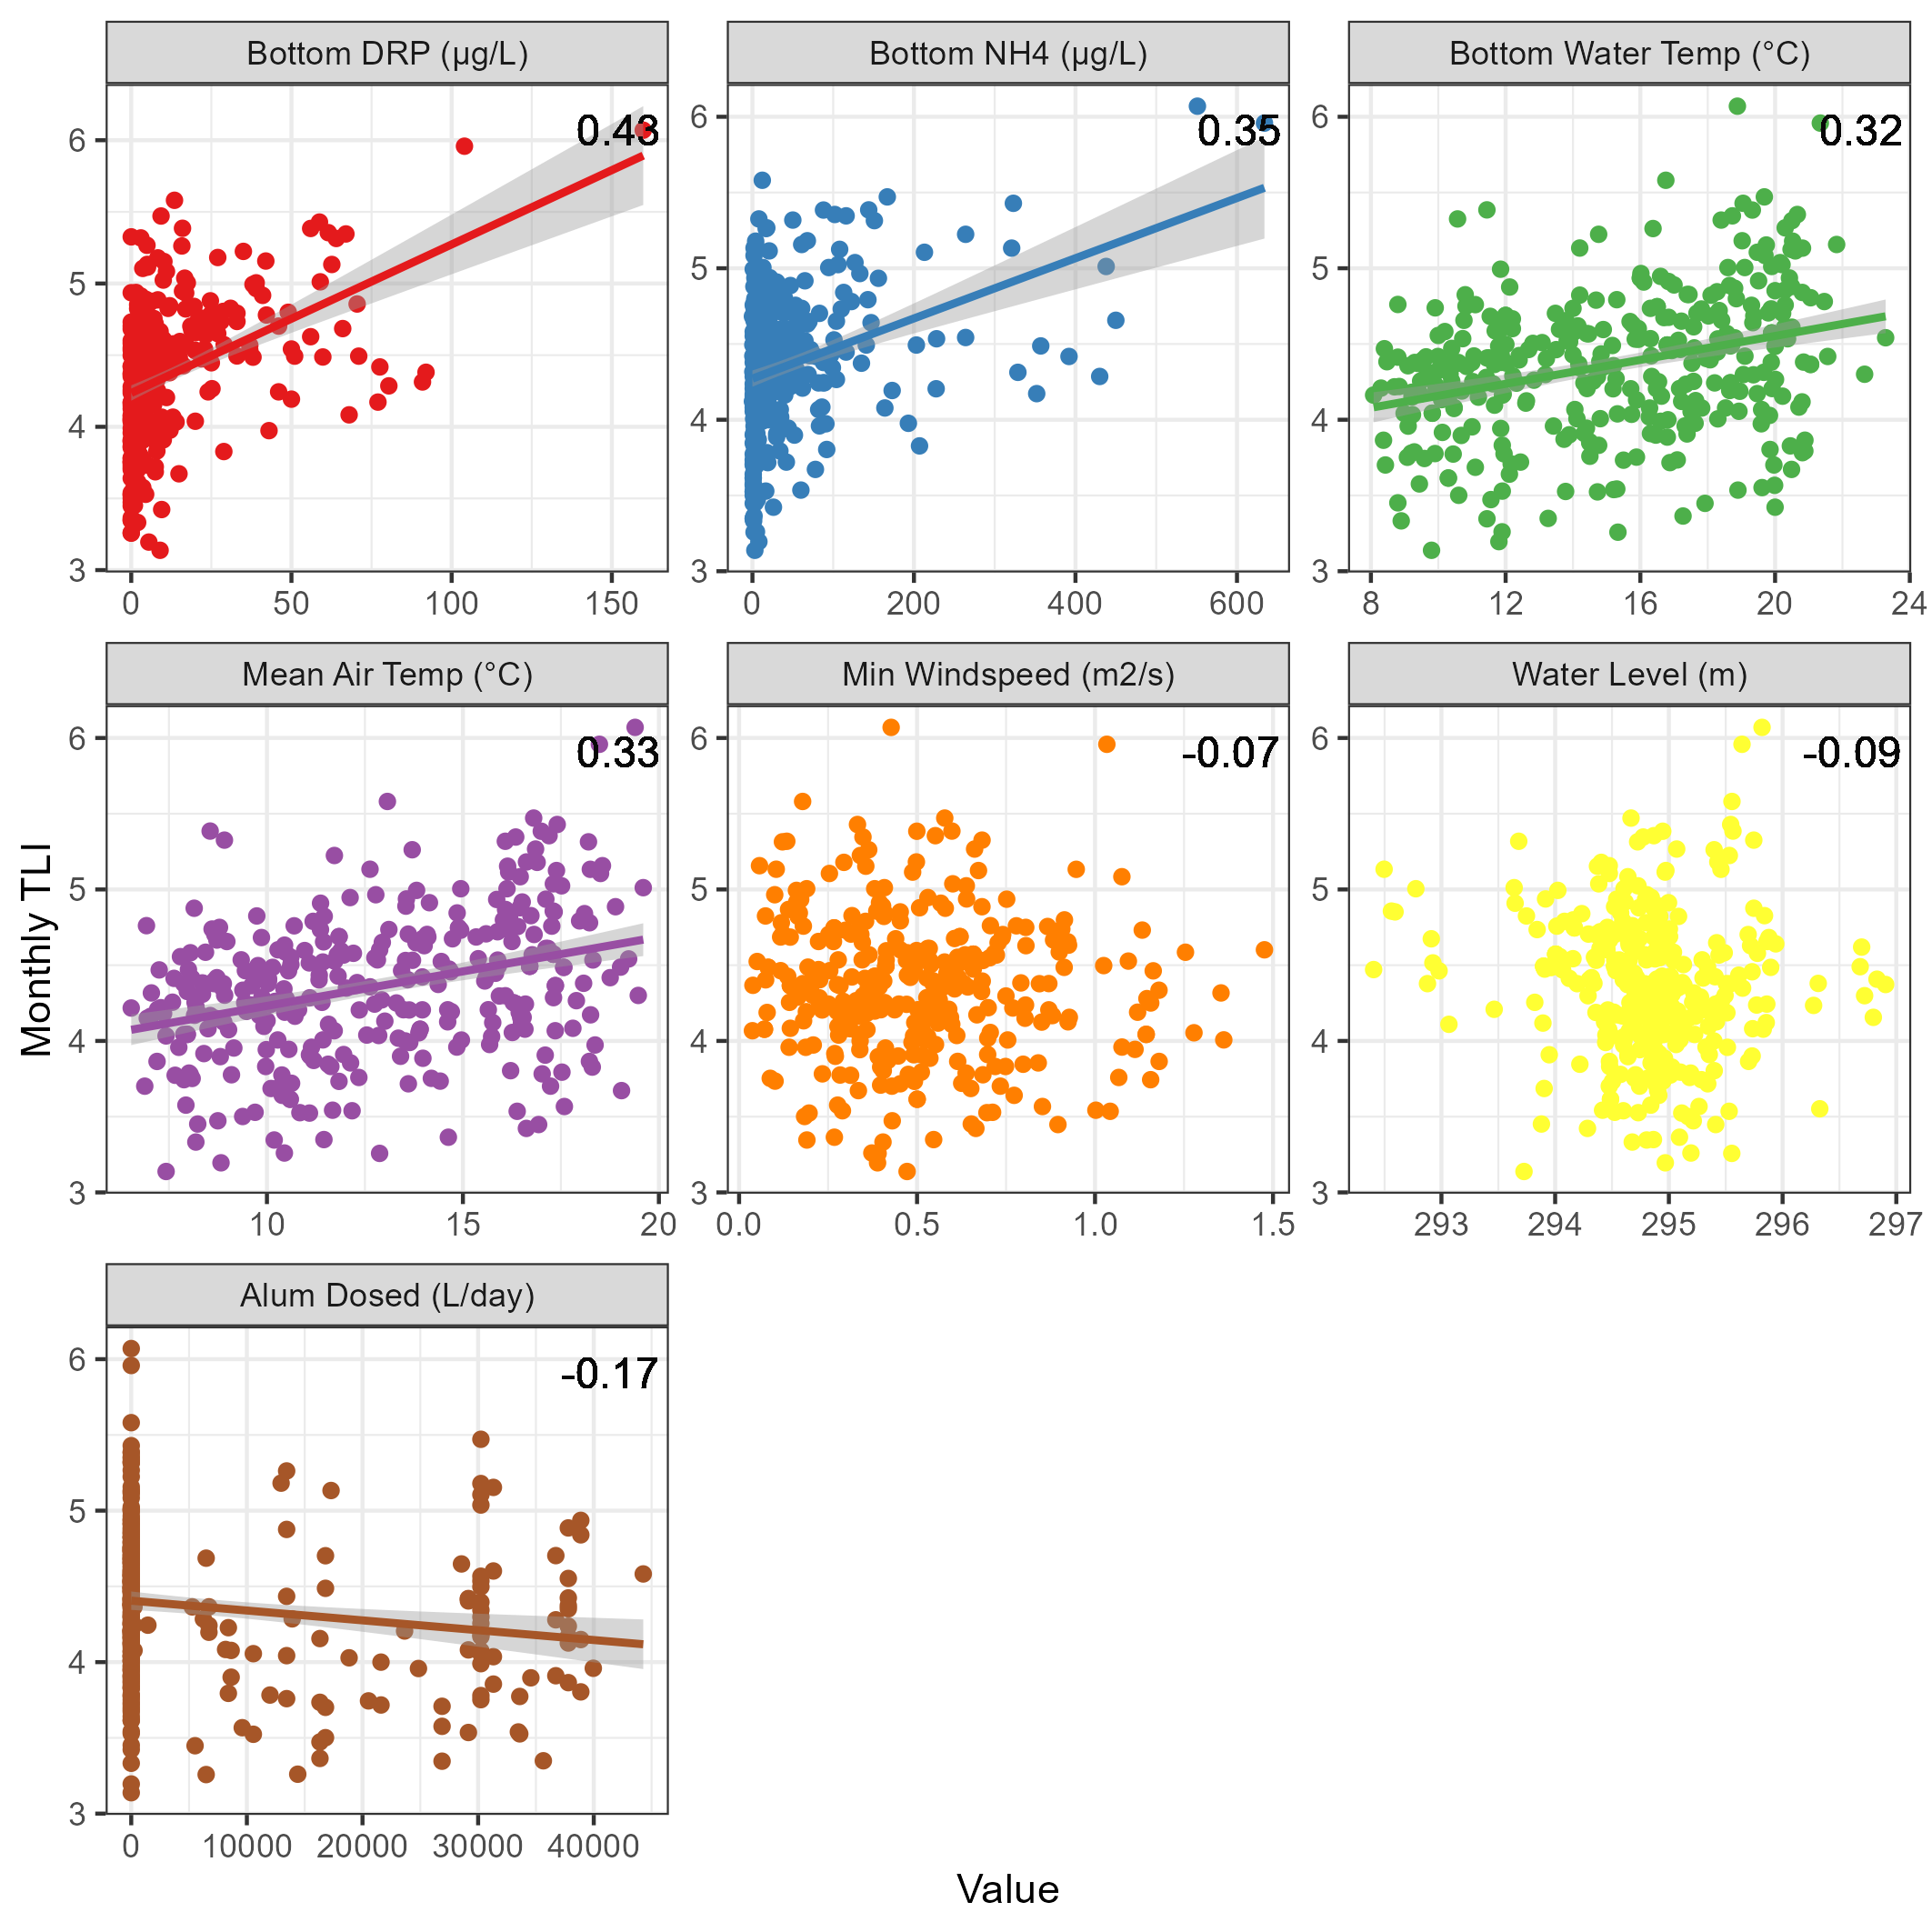 Bottom DRP (µg/L)
Bottom NH4 (µg/L)
Bottom Water Temp (°C)
0.43
0.35
0.32
6
5
4
3
6
5
4
3
6
5
4
3
0 50 100 150
0 200 400 600
8 12 16 20 24
Mean Air Temp (°C)
Min Windspeed (m2/s)
Water Level (m)
0.33
-0.07
-0.09
6
5
4
3
6
5
4
3
6
5
4
3
10 15 20
0.0 0.5 1.0 1.5
293 294 295 296 297
Monthly TLI
Alum Dosed (L/day)
-0.17
6
5
4
3
0 10000 20000 30000 40000
Value